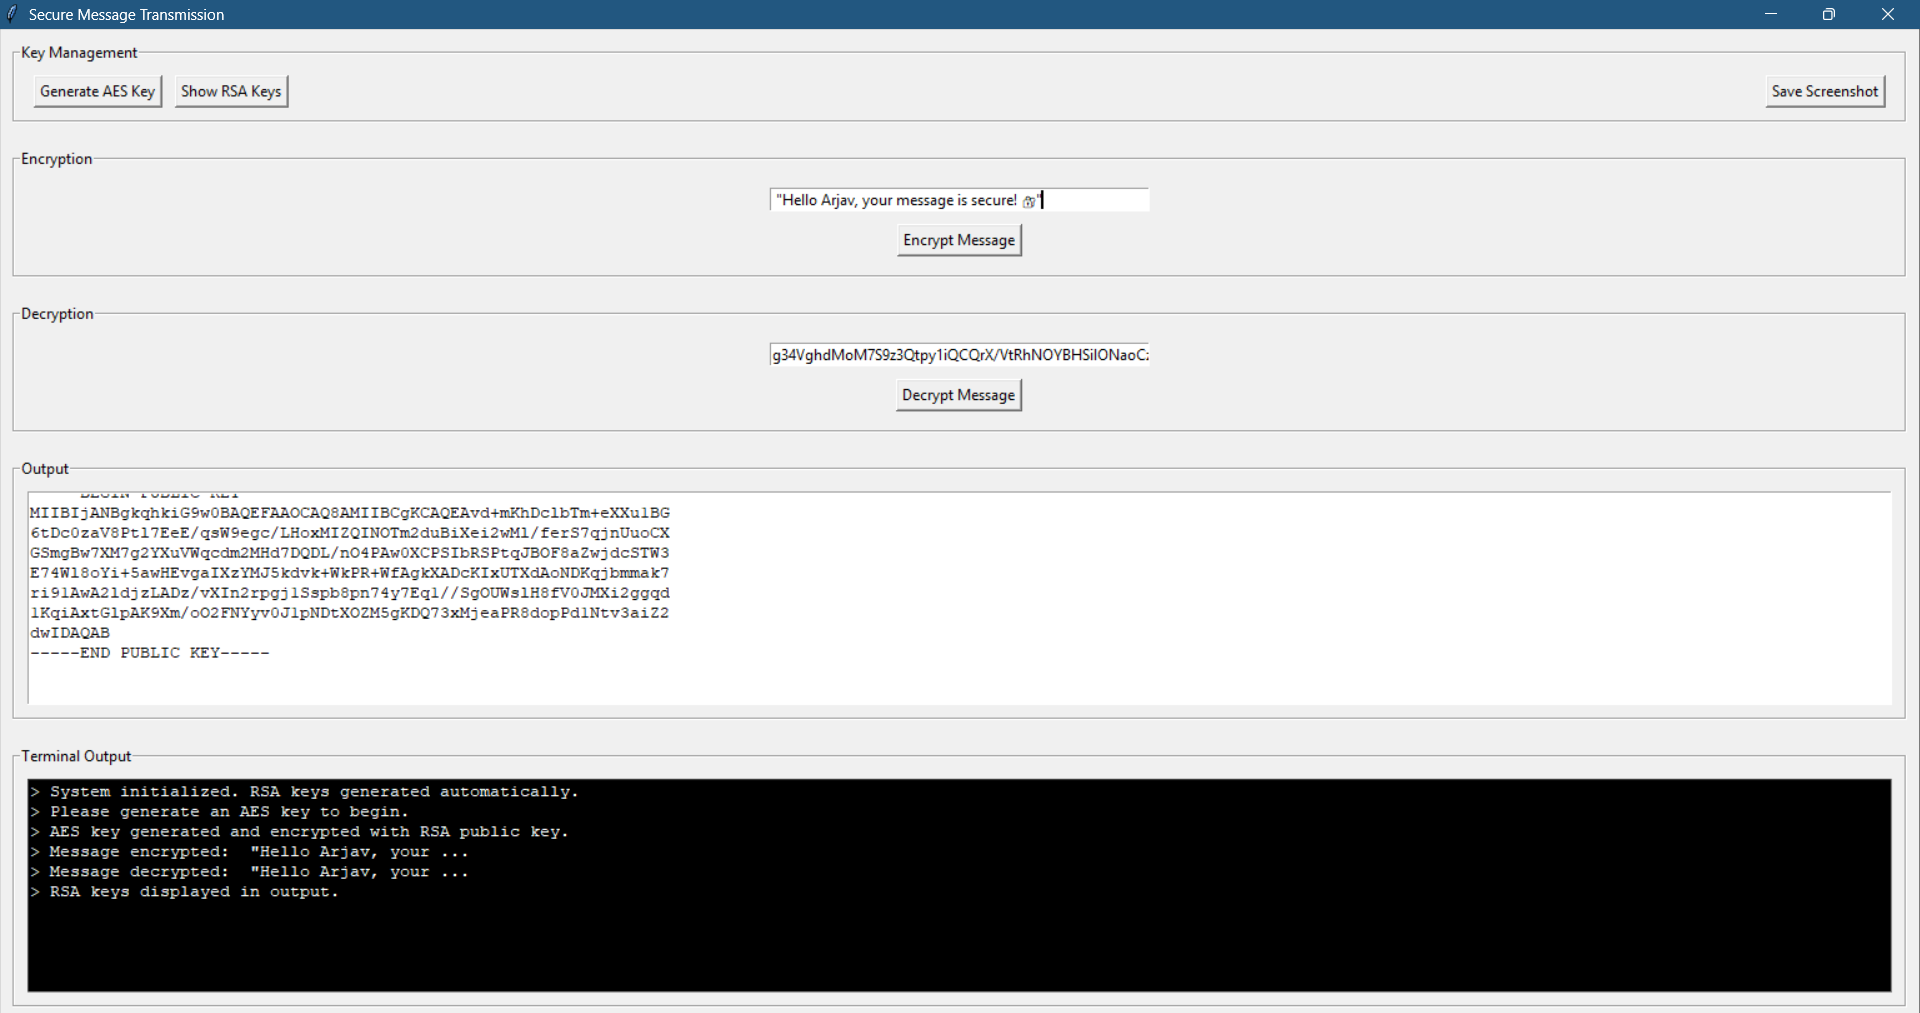 Secure Message Transmission
Key Management
Generate AES Key Show RSA Keys Save Screenshot
Encryption
"Hello Arjav, your message is secure! 🔐"
Encrypt Message
Decryption
g34VghdMoM7S9z3Qtpy1iQCQrX/VtRhNOYBHSilONaoC
Decrypt Message
Output
BEGIN PUBLIC KEY
MIIBIjANBgkqhkiG9w0BAQEFAAOCAQ8AMIIBCgKCAQEAvd+mKhDclbTm+eXXulBG
6tDc0zaV8Ptl7EeE/qsW9egc/LHoxMIZQINOTm2duBiXei2wMl/ferS7qjnUuoCX
GSmgBw7XM7g2YXuVWqcdm2MHd7DQDL/nO4PAw0XCPSIbRSPtqJBOF8aZwjdcSTW3
E74Wl8oYi+5awHEvgaIXzYMJ5kdvk+WkPR+WfAgkXADcKIxUTXdAoNDKqjbmmak7
ri91AwA2ldjzLADz/vXIn2rpgjlSspb8pn74y7Eql//SgOUWslH8fV0JMXi2ggqd
lKqiAxtGlpAK9Xm/oO2FNYyv0JlpNDtXOZM5gKDQ73xMjeaPR8dopPdlNtv3aiZ2
dwIDAQAB
-----END PUBLIC KEY-----
Terminal Output
> System initialized. RSA keys generated automatically.
> Please generate an AES key to begin.
> AES key generated and encrypted with RSA public key.
> Message encrypted:  "Hello Arjav, your ...
> Message decrypted:  "Hello Arjav, your ...
> RSA keys displayed in output.